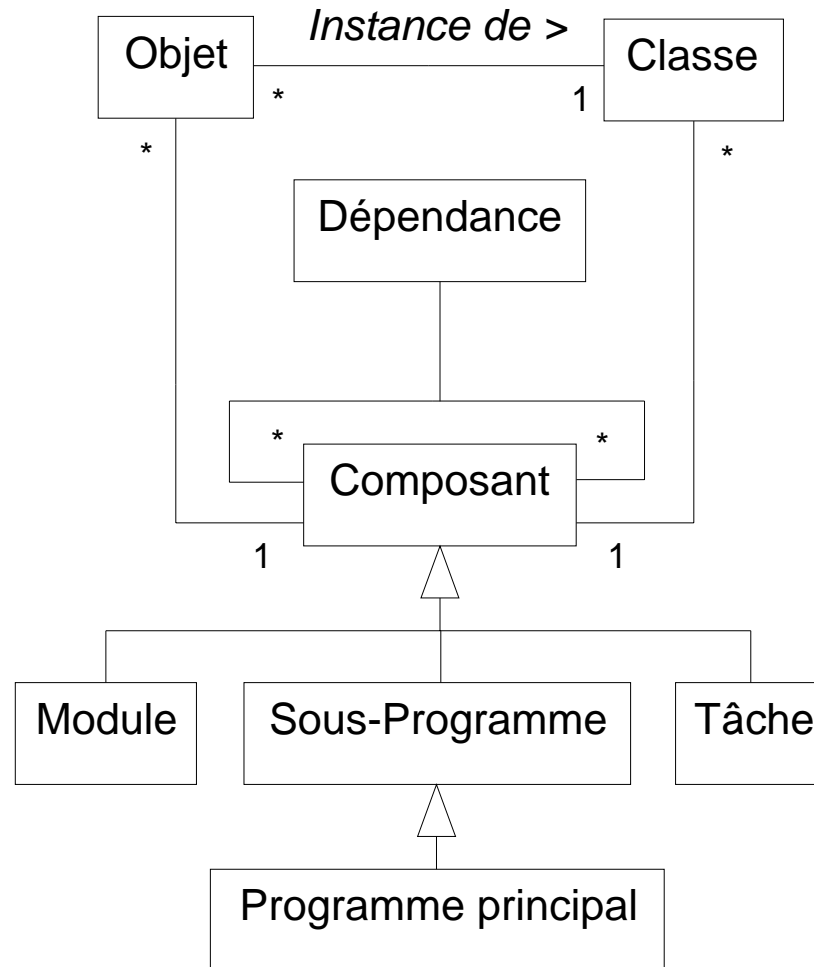 Instance de >
Objet
Classe
* 1
* *
Dépendance
* *
Composant
1 1
Module
Sous-Programme
Tâche
Programme principal